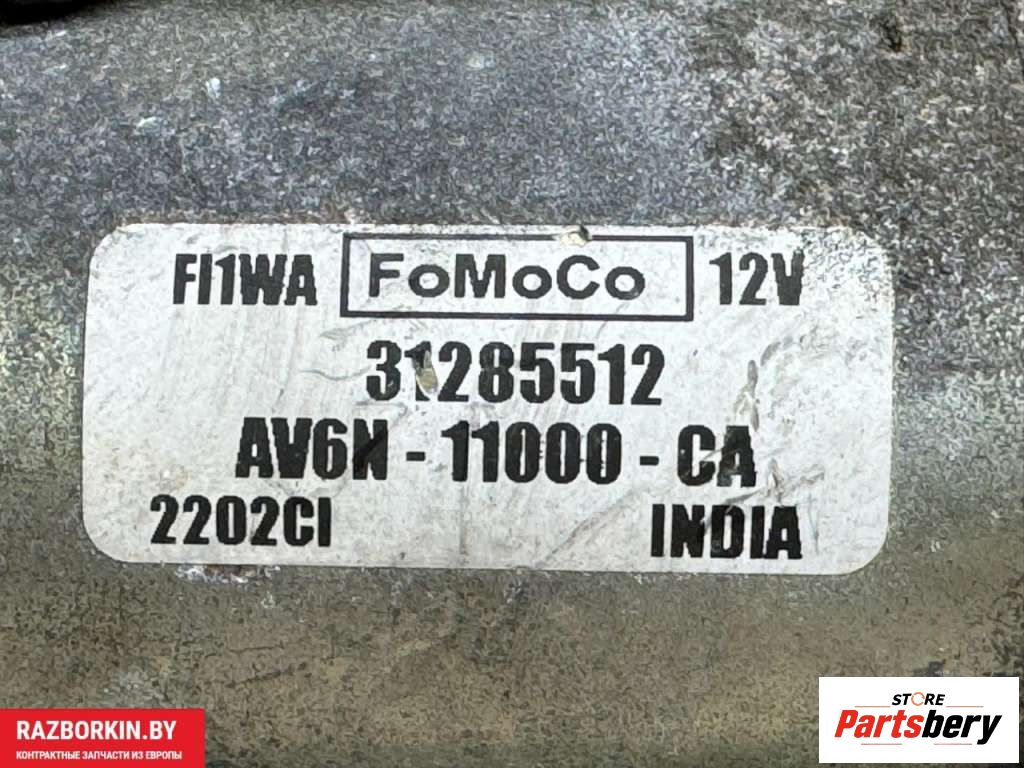 FI1WA FoMoCo 12V
31285512
AV6N - 11000 - CA
2202CI INDIA
RAZBORKIN.BY
КОНТРАКТНЫЕ ЗАПЧАСТИ ИЗ ЕВРОПЫ
STORE
Partsbery